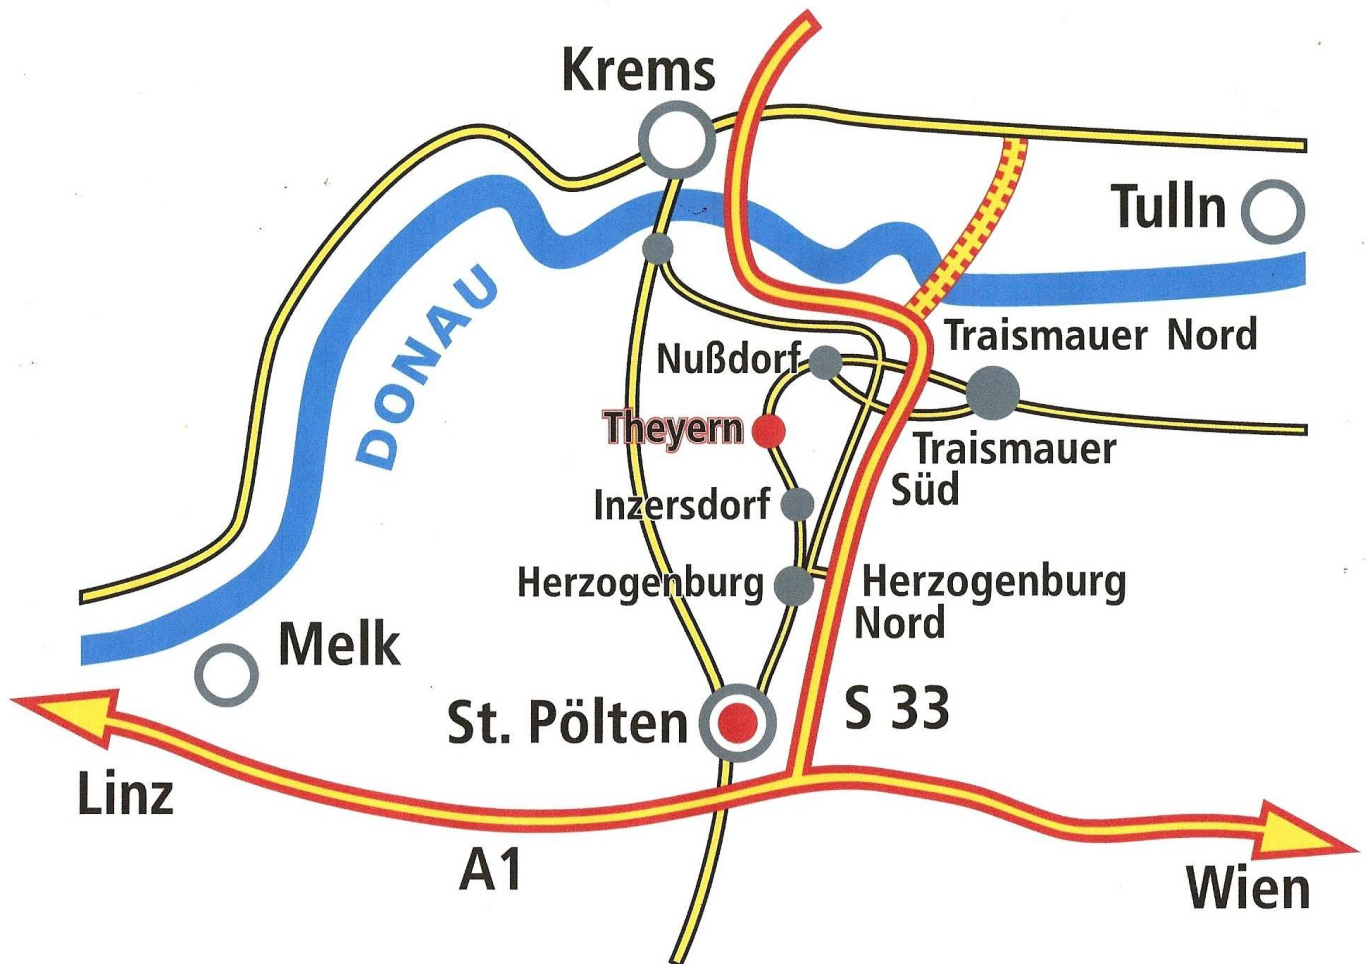 Krems
Tulln
DONAU
Traismauer Nord
Nußdorf
Theyern
Traismauer
Süd
Inzersdorf
Herzogenburg
Herzogenburg
Nord
Melk
St. Pölten
S 33
Linz
A1
Wien